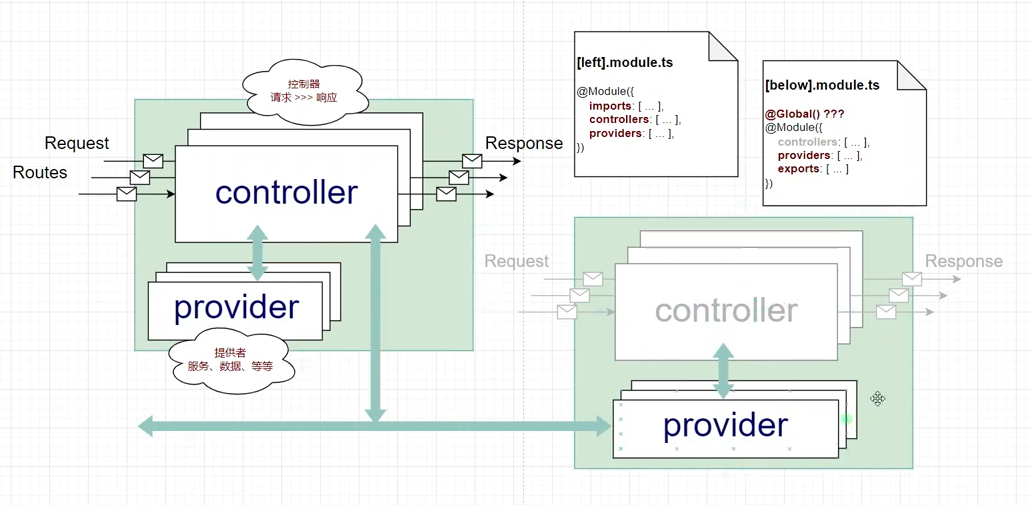 控制器
请求 >>> 响应
Request
Routes
controller
Response
provider
提供者
服务、数据、等等
[left].module.ts
@Module({
imports: [ ... ],
controllers: [ ... ],
providers: [ ... ],
})
[below].module.ts
@Global() ???
@Module({
controllers: [ ... ],
providers: [ ... ],
exports: [ ... ]
})
Request
controller
Response
provider